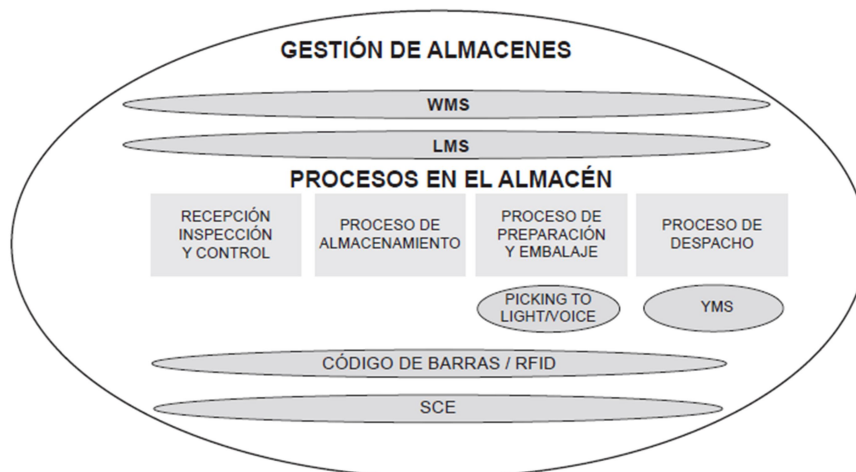 GESTIÓN DE ALMACENES
WMS
LMS
PROCESOS EN EL ALMACÉN
RECEPCIÓN
INSPECCIÓN
Y CONTROL
PROCESO DE
ALMACENAMIENTO
PROCESO DE
PREPARACIÓN
Y EMBALAJE
PROCESO DE
DESPACHO
PICKING TO
LIGHT/VOICE
YMS
CÓDIGO DE BARRAS / RFID
SCE